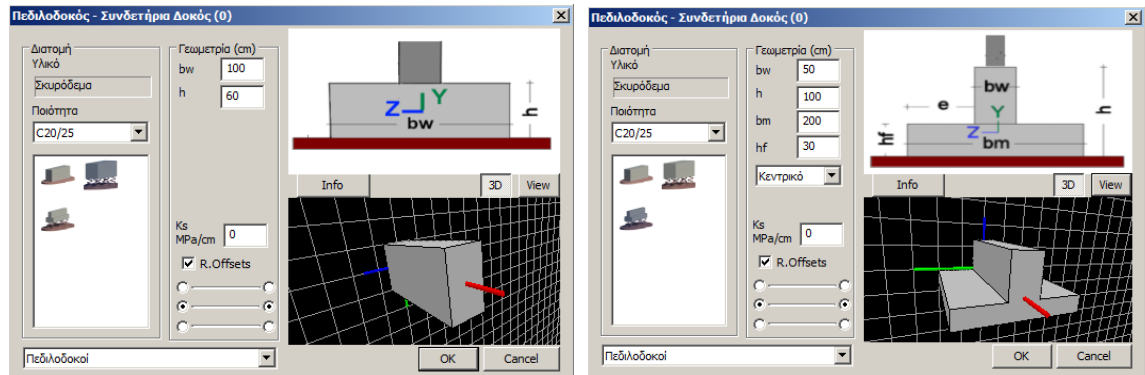 Πεδιλοδοκός - Συνδετήρια Δοκός (0)
Διατομή
Υλικό
Σκυρόδεμα
Ποιότητα
C20/25
Γεωμετρία (cm)
bw 100
h 60
Z Y
bw
h
Info 3D View
Ks
MPa/cm 0
R.Offsets
Πεδιλοδοκοί
OK Cancel
Πεδιλοδοκός - Συνδετήρια Δοκός (0)
Διατομή
Υλικό
Σκυρόδεμα
Ποιότητα
C20/25
Γεωμετρία (cm)
bw 50
h 100
bm 200
hf 30
Κεντρικό
bw
e Y
h
hf
Z
bm
Info 3D View
Ks
MPa/cm 0
R.Offsets
Πεδιλοδοκοί
OK Cancel